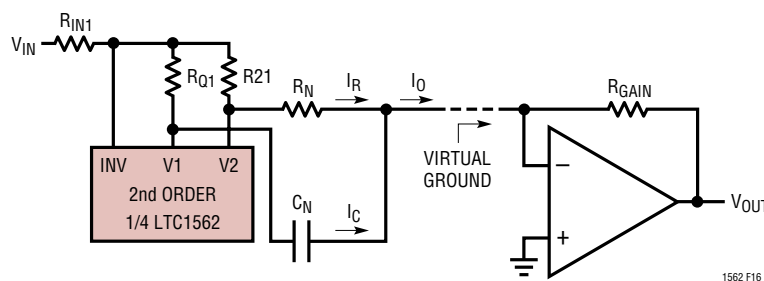 V_IN
R_IN1
R_Q1
R21
R_N
I_R
I_O
R_GAIN
INV V1 V2
2nd ORDER
1/4 LTC1562
C_N
I_C
VIRTUAL
GROUND
−
+
V_OUT
1562 F16